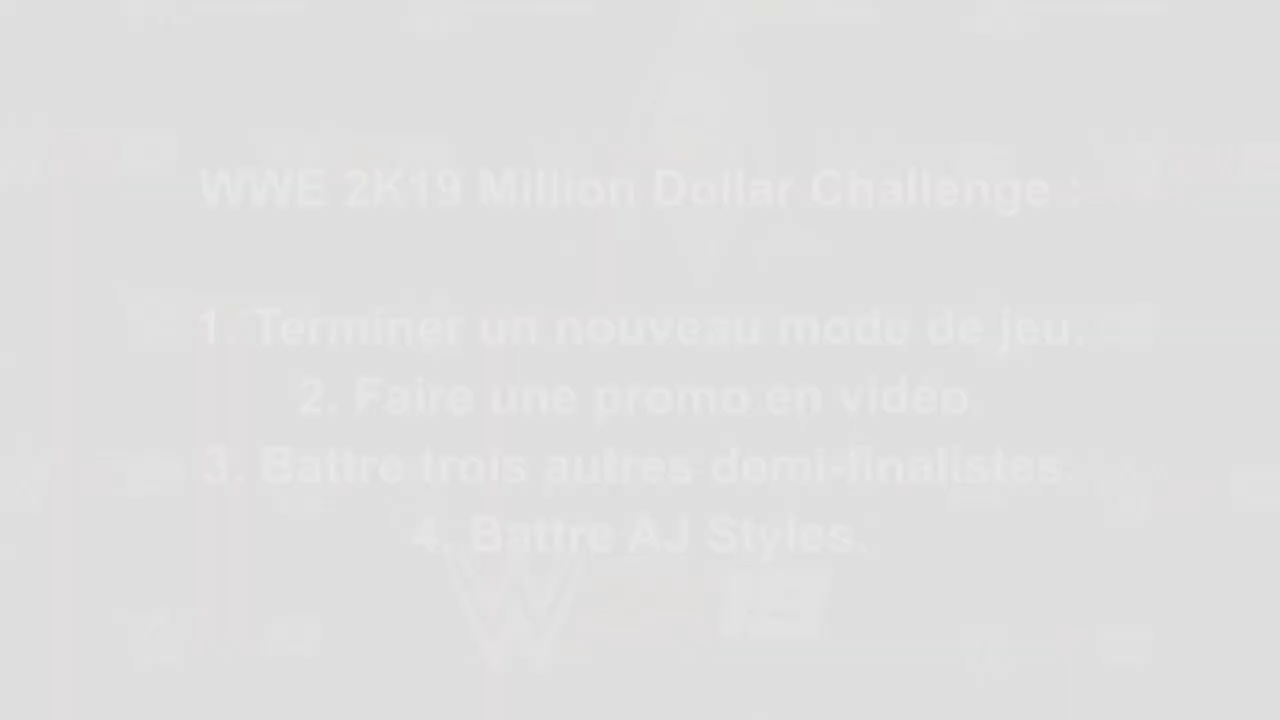 WWE 2K19 Million Dollar Challenge :
1. Terminer un nouveau mode de jeu.
2. Faire une promo en vidéo.
3. Battre trois autres demi-finalistes.
4. Battre AJ Styles.
W 19